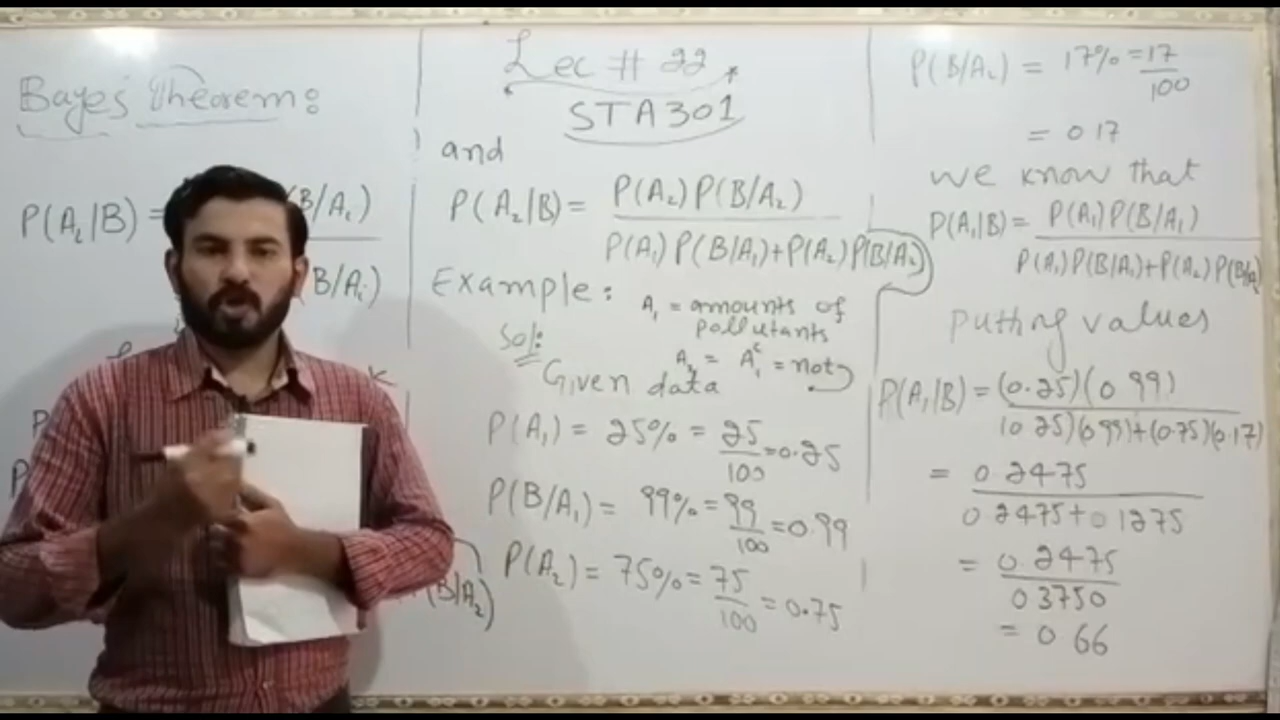 Bayes' Theorem:
P(A₂|B) =
B/A₂)
B/Aᵢ)
P
P
(B/A₂)
Lec # 22
STA301
and
P(A₂|B) = P(A₂) P(B/A₂)
P(A₁) P(B/A₁)+P(A₂) P(B/A₂)
Example:
A₁ = amounts of
pollutants
Sol:
A₂ = A₁ᶜ = not
Given data
P(A₁) = 25% = 25/100 = 0.25
P(B/A₁) = 99% = 99/100 = 0.99
P(A₂) = 75% = 75/100 = 0.75
P(B/A₂) = 17% = 17/100
= 0 17
we know that
P(A₁|B) = P(A₁) P(B/A₁)
P(A₁) P(B/A₁)+P(A₂) P(B/A
putting values
P(A₁|B) = (0.25)(0 99)
(0 25)(0 99)+(0.75)(0.17)
= 0 2475
0 2475+0 1275
= 0.2475
0 3750
= 0 66